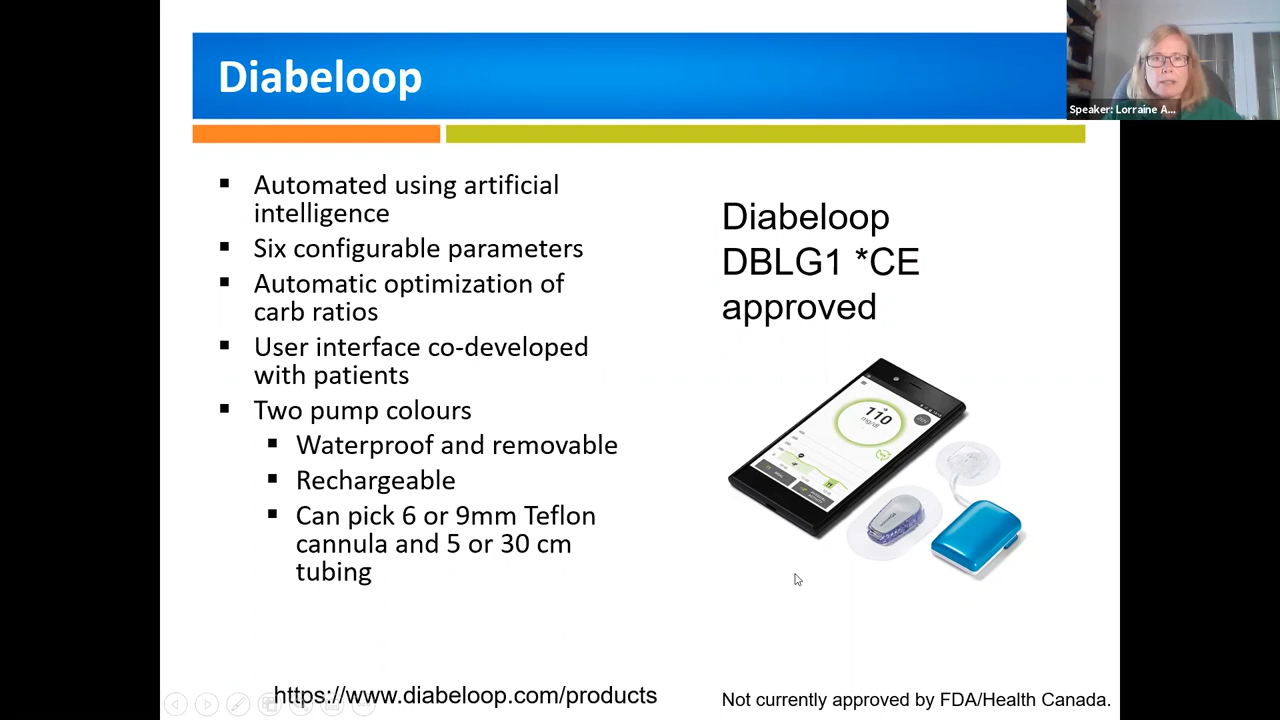 Diabeloop
Speaker: Lorraine A...
▪ Automated using artificial
intelligence
▪ Six configurable parameters
▪ Automatic optimization of
carb ratios
▪ User interface co-developed
with patients
▪ Two pump colours
▪ Waterproof and removable
▪ Rechargeable
▪ Can pick 6 or 9mm Teflon
cannula and 5 or 30 cm
tubing
Diabeloop
DBLG1 *CE
approved
110
mg/dl
https://www.diabeloop.com/products
Not currently approved by FDA/Health Canada.